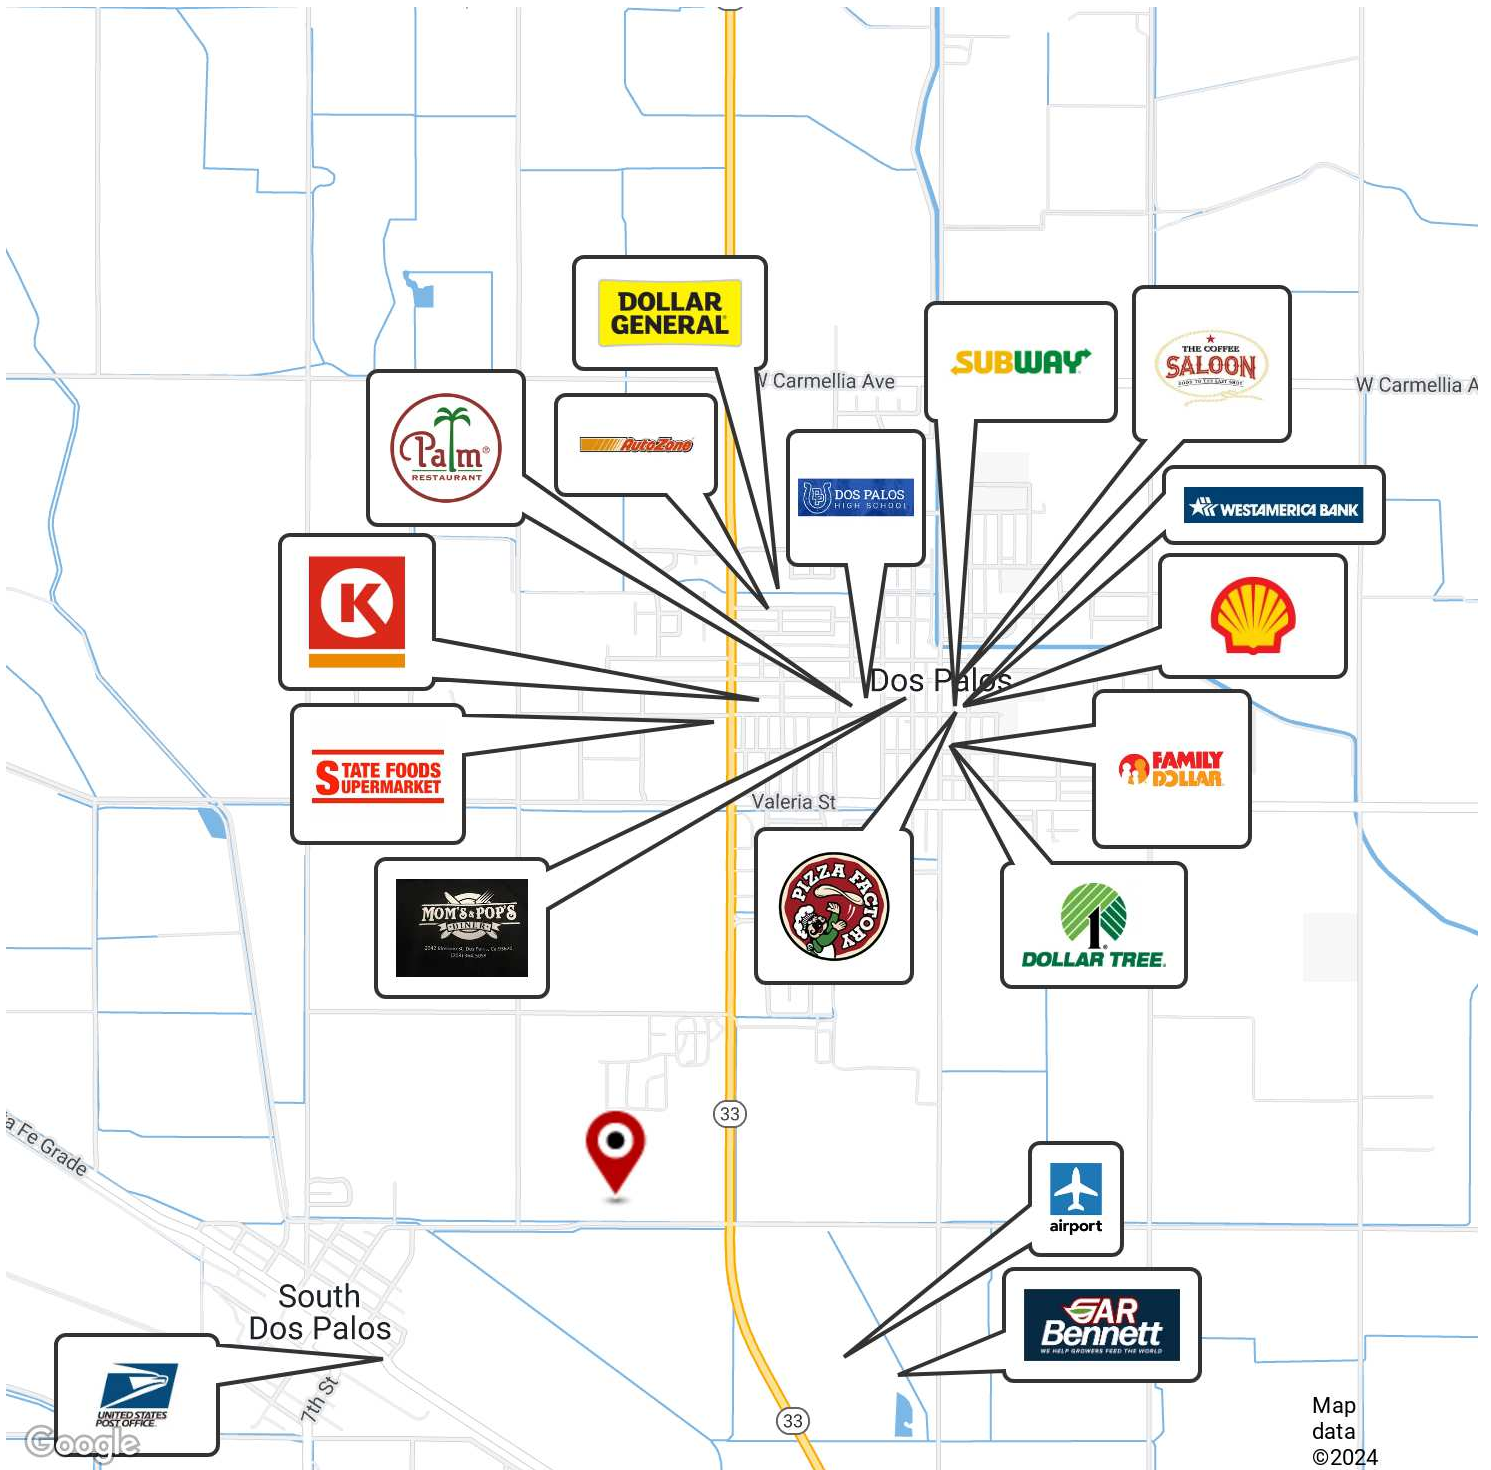 DOLLAR
GENERAL
SUBWAY
THE COFFEE
SALOON
W Carmellia Ave
W Carmellia A
Palm
RESTAURANT
AutoZone
DOS PALOS
HIGH SCHOOL
WESTAMERICA BANK
K
Dos Palos
STATE FOODS
SUPERMARKET
FAMILY
DOLLAR
Valeria St
MOM'S & POP'S
DINER
PIZZA FACTORY
1
DOLLAR TREE
33
a Fe Grade
airport
South
Dos Palos
GAR
Bennett
WE HELP GROWERS FEED THE WORLD
UNITED STATES
POST OFFICE
7th St
33
Google
Map
data
©2024